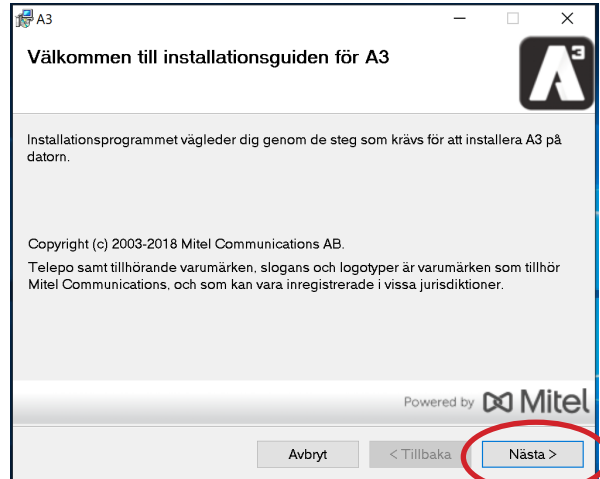 A3
Välkommen till installationsguiden för A3
A3
Installationsprogrammet vägleder dig genom de steg som krävs för att installera A3 på
datorn.
Copyright (c) 2003-2018 Mitel Communications AB.
Telepo samt tillhörande varumärken, slogans och logotyper är varumärken som tillhör
Mitel Communications, och som kan vara inregistrerade i vissa jurisdiktioner.
Powered by Mitel
Avbryt < Tillbaka Nästa >